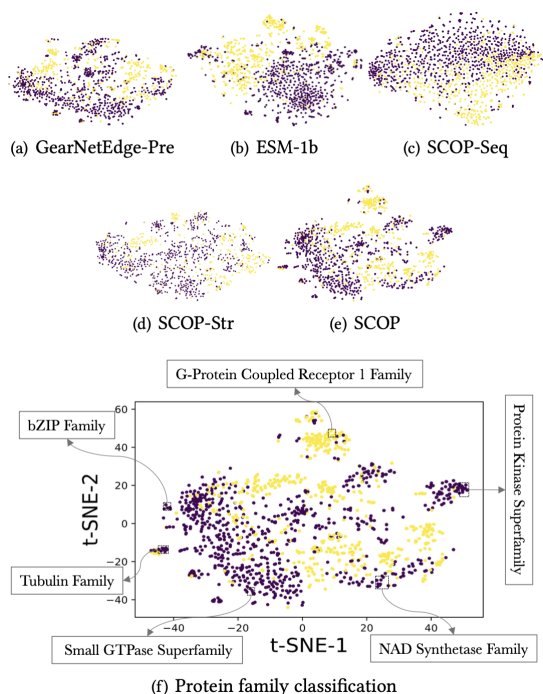 (a) GearNetEdge-Pre
(b) ESM-1b
(c) SCOP-Seq
(d) SCOP-Str
(e) SCOP
G-Protein Coupled Receptor 1 Family
bZIP Family
Protein Kinase Superfamily
Tubulin Family
Small GTPase Superfamily
NAD Synthetase Family
t-SNE-2
60
40
20
0
−20
−40
−40
−20
0
20
40
t-SNE-1
(f) Protein family classification